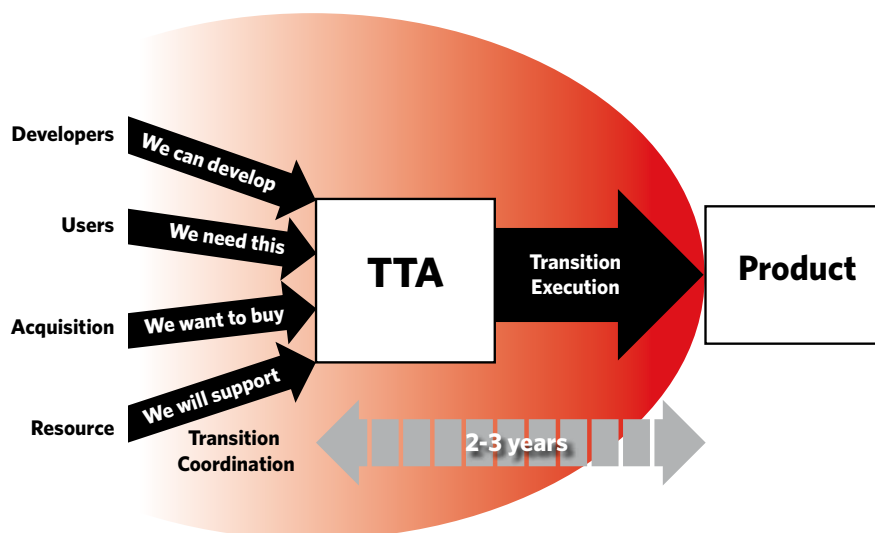 Developers
We can develop
Users
We need this
Acquisition
We want to buy
Resource
We will support
Transition
Coordination
TTA
Transition
Execution
Product
2-3 years